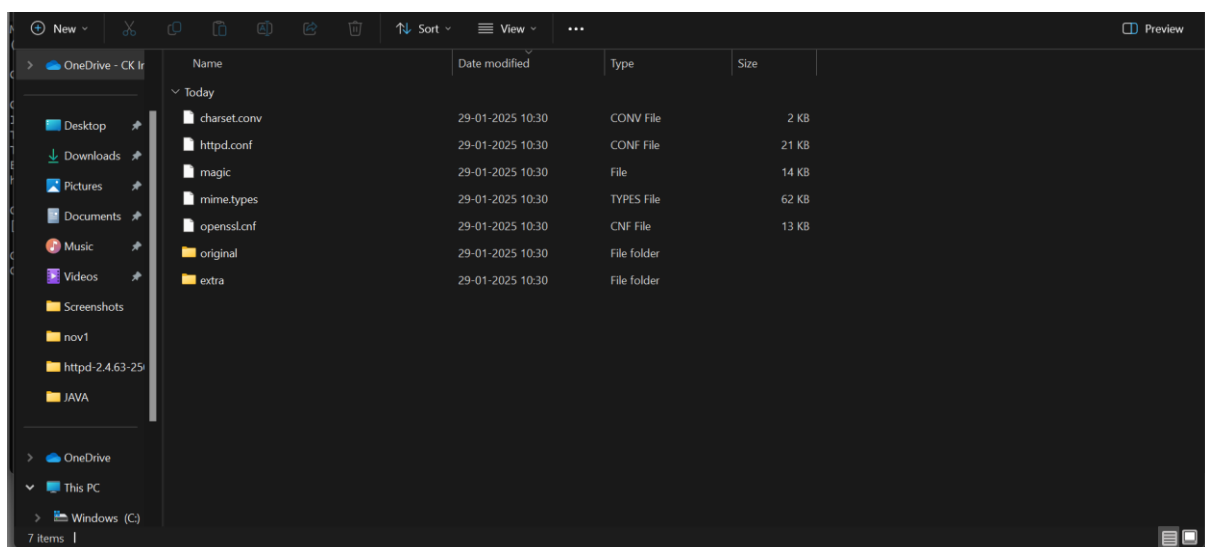 New Sort View ••• Preview
OneDrive - CK Ir
Name Date modified Type Size
Today
charset.conv 29-01-2025 10:30 CONV File 2 KB
httpd.conf 29-01-2025 10:30 CONF File 21 KB
magic 29-01-2025 10:30 File 14 KB
mime.types 29-01-2025 10:30 TYPES File 62 KB
openssl.cnf 29-01-2025 10:30 CNF File 13 KB
original 29-01-2025 10:30 File folder
extra 29-01-2025 10:30 File folder
Desktop
Downloads
Pictures
Documents
Music
Videos
Screenshots
nov1
httpd-2.4.63-250
JAVA
OneDrive
This PC
Windows (C:)
7 items